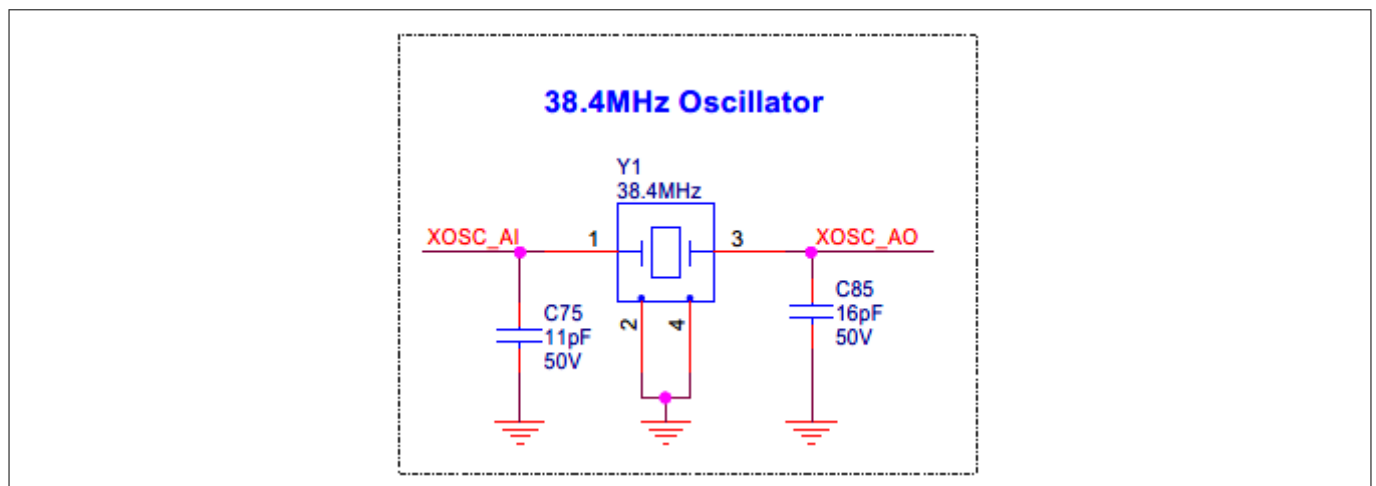 38.4MHz Oscillator
Y1
38.4MHz
XOSC_AI
1
3
XOSC_AO
C75
11pF
50V
2
4
C85
16pF
50V